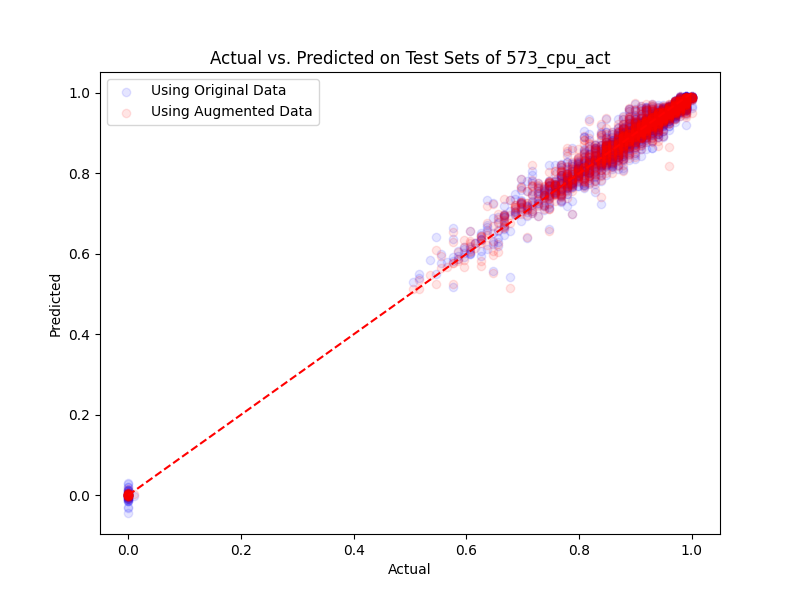 Actual vs. Predicted on Test Sets of 573_cpu_act
Using Original Data
Using Augmented Data
1.0
0.8
0.6
0.4
0.2
0.0
Predicted
0.0 0.2 0.4 0.6 0.8 1.0
Actual